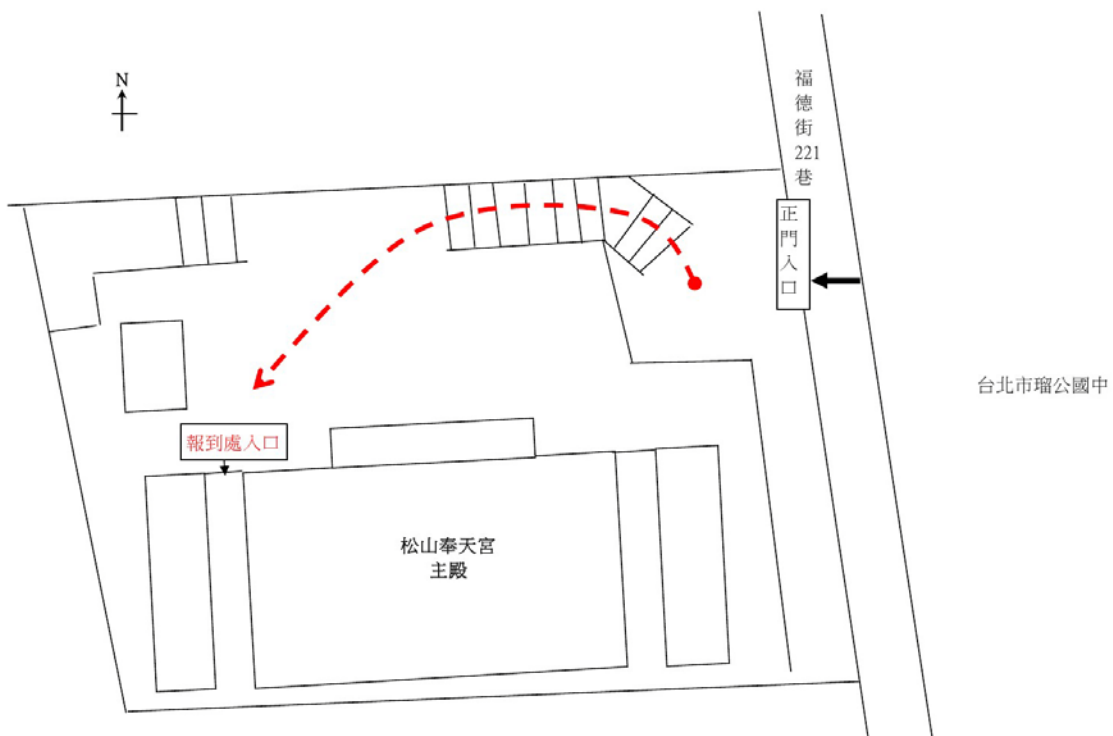 N
福德街221巷
正門入口
台北市瑠公國中
報到處入口
松山奉天宮
主殿